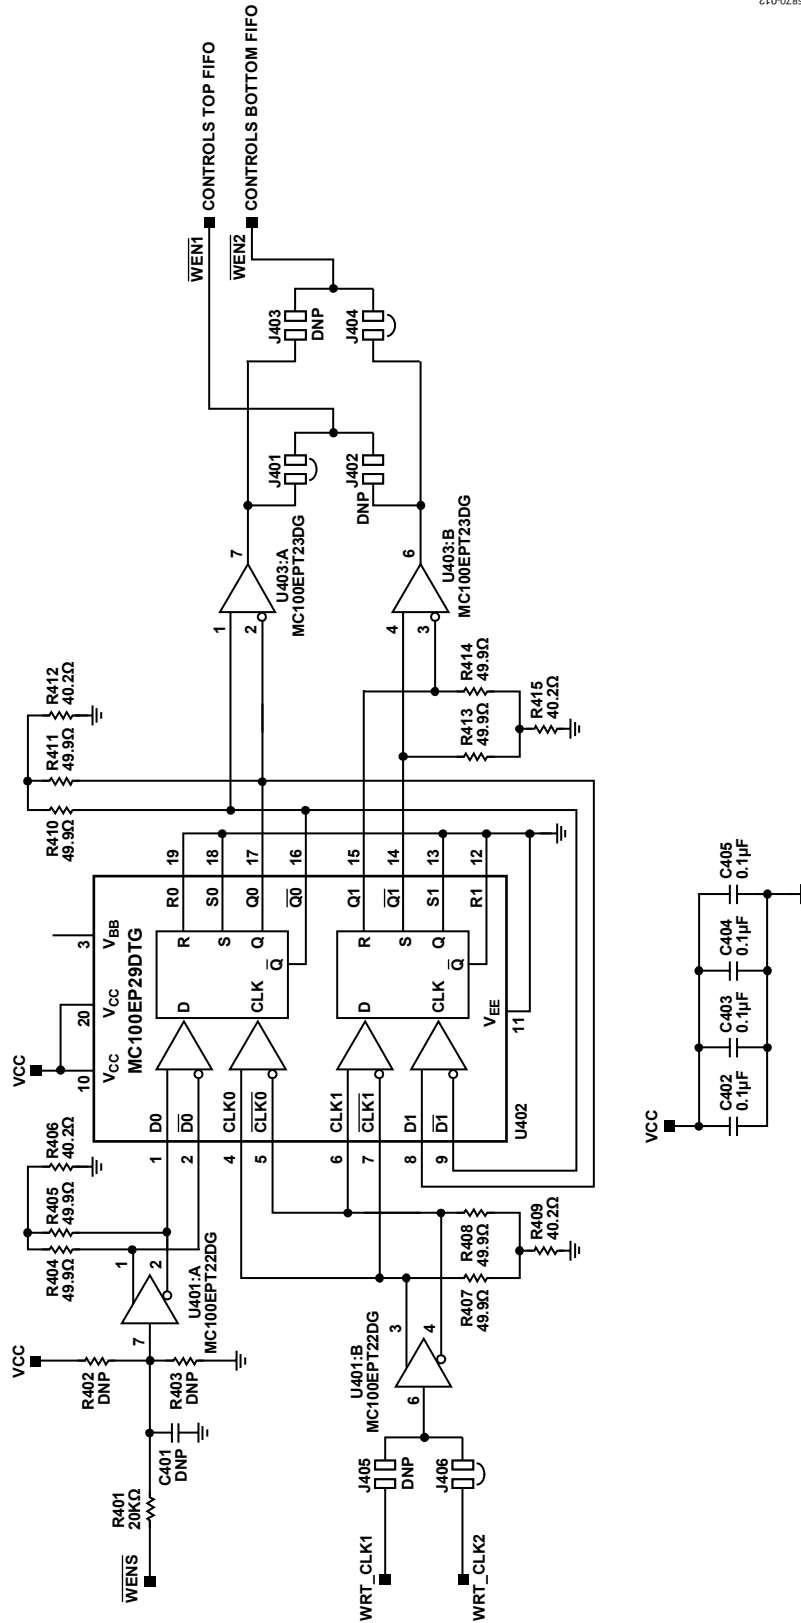 CONTROLS TOP FIFO
CONTROLS BOTTOM FIFO
WEN1
WEN2
J403
DNP
J404
J401
J402
DNP
7
U403:A
MC100EPT23DG
1
2
6
U403:B
MC100EPT23DG
4
3
R412
40.2Ω
R411
49.9Ω
R410
49.9Ω
R414
49.9Ω
R413
49.9Ω
R415
40.2Ω
19
18
17
16
15
14
13
12
R0
S0
Q0
Q0
Q1
Q1
S1
R1
3
VBB
20
VCC
10
VCC
VCC
MC100EP29DTG
R
S
Q
Q
D
CLK
R
S
Q
Q
D
CLK
VEE
11
U402
D0
D0
CLK0
CLK0
CLK1
CLK1
D1
D1
1
2
4
5
6
7
8
9
R406
40.2Ω
R405
49.9Ω
R404
49.9Ω
1
2
U401:A
MC100EPT22DG
7
VCC
R402
DNP
R403
DNP
C401
DNP
R401
20KΩ
WENS
R408
49.9Ω
R407
49.9Ω
R409
40.2Ω
3
4
U401:B
MC100EPT22DG
6
J405
DNP
J406
WRT_CLK1
WRT_CLK2
VCC
C402
0.1µF
C403
0.1µF
C404
0.1µF
C405
0.1µF